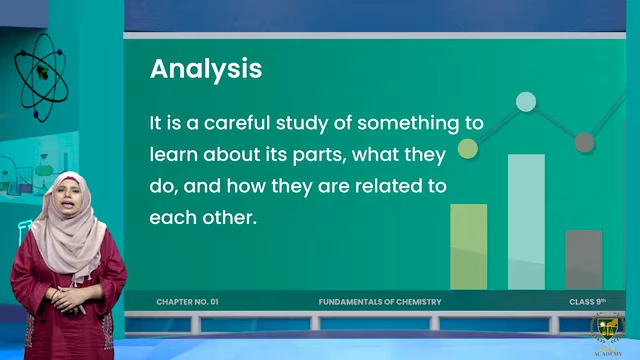 Analysis
It is a careful study of something to
learn about its parts, what they
do, and how they are related to
each other.
CHAPTER NO. 01
FUNDAMENTALS OF CHEMISTRY
CLASS 9th
ACADEMY